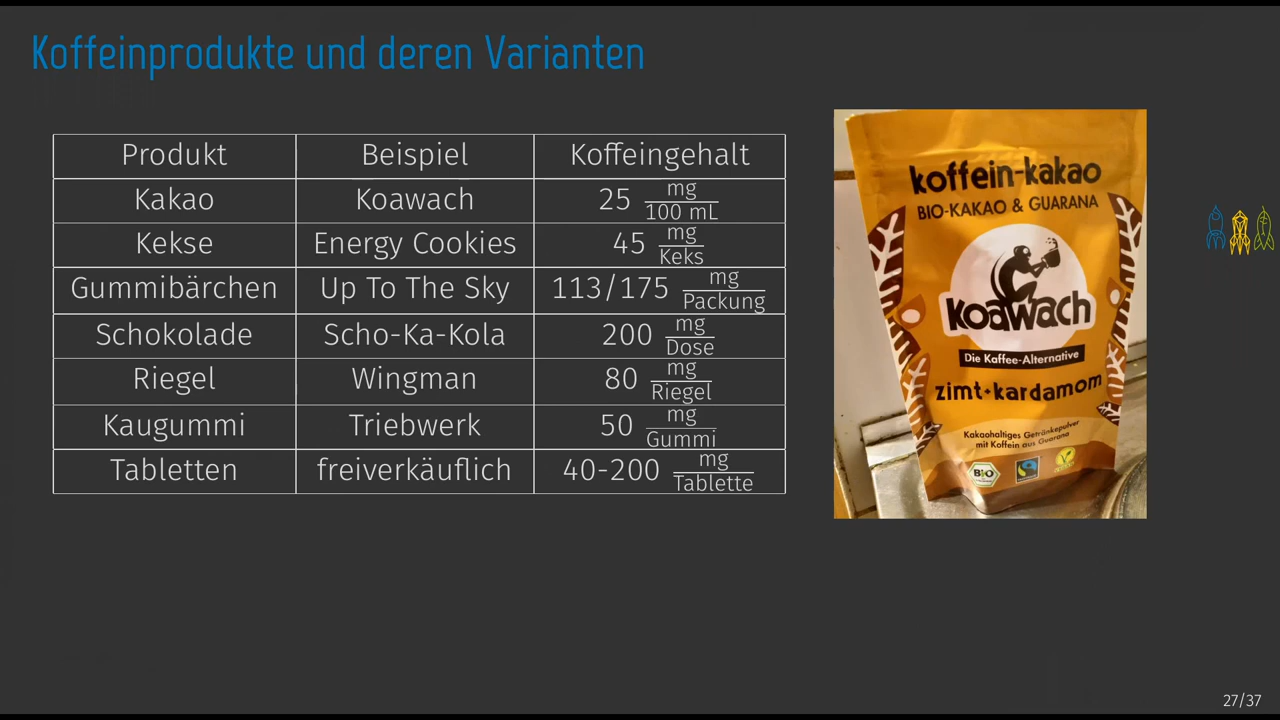 Koffeinprodukte und deren Varianten
Produkt Beispiel Koffeingehalt
Kakao Koawach 25 mg/100 mL
Kekse Energy Cookies 45 mg/Keks
Gummibärchen Up To The Sky 113/175 mg/Packung
Schokolade Scho-Ka-Kola 200 mg/Dose
Riegel Wingman 80 mg/Riegel
Kaugummi Triebwerk 50 mg/Gummi
Tabletten freiverkäuflich 40-200 mg/Tablette
koffein-kakao
BIO-KAKAO & GUARANA
koawach
Die Kaffee-Alternative
zimt+kardamom
Kakaohaltiges Getränkepulver
mit Koffein aus Guarana
BIO
27/37